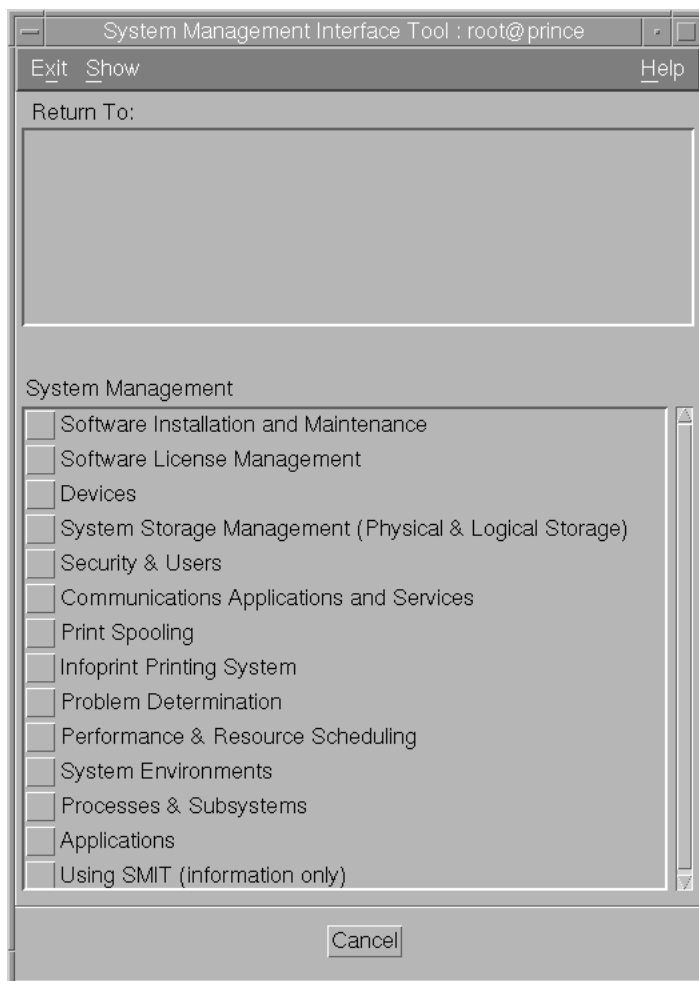 System Management Interface Tool : root@prince
Exit Show Help
Return To:
System Management
Software Installation and Maintenance
Software License Management
Devices
System Storage Management (Physical & Logical Storage)
Security & Users
Communications Applications and Services
Print Spooling
Infoprint Printing System
Problem Determination
Performance & Resource Scheduling
System Environments
Processes & Subsystems
Applications
Using SMIT (information only)
Cancel